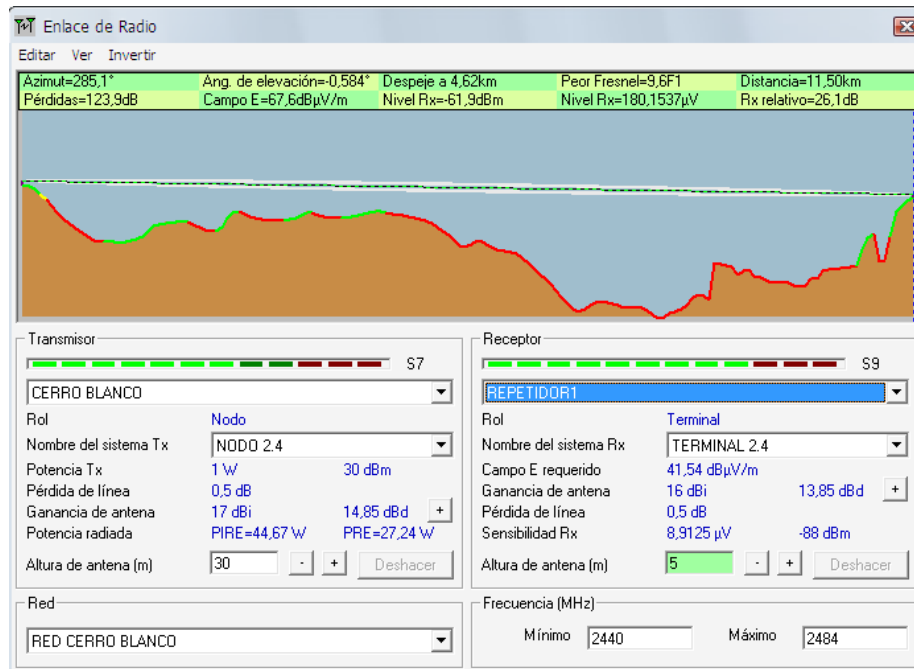 Enlace de Radio
Editar Ver Invertir
Azimut=285,1° Ang. de elevación=-0,584° Despeje a 4,62km Peor Fresnel=9,6F1 Distancia=11,50km
Pérdidas=123,9dB Campo E=67,6dBµV/m Nivel Rx=-61,9dBm Nivel Rx=180,1537µV Rx relativo=26,1dB
Transmisor
S7
CERRO BLANCO
Rol Nodo
Nombre del sistema Tx NODO 2.4
Potencia Tx 1 W 30 dBm
Pérdida de línea 0,5 dB
Ganancia de antena 17 dBi 14,85 dBd +
Potencia radiada PIRE=44,67 W PRE=27,24 W
Altura de antena (m) 30 - + Deshacer
Receptor
S9
REPETIDOR1
Rol Terminal
Nombre del sistema Rx TERMINAL 2.4
Campo E requerido 41,54 dBµV/m
Ganancia de antena 16 dBi 13,85 dBd +
Pérdida de línea 0,5 dB
Sensibilidad Rx 8,9125 µV -88 dBm
Altura de antena (m) 5 - + Deshacer
Red
RED CERRO BLANCO
Frecuencia (MHz)
Mínimo 2440 Máximo 2484